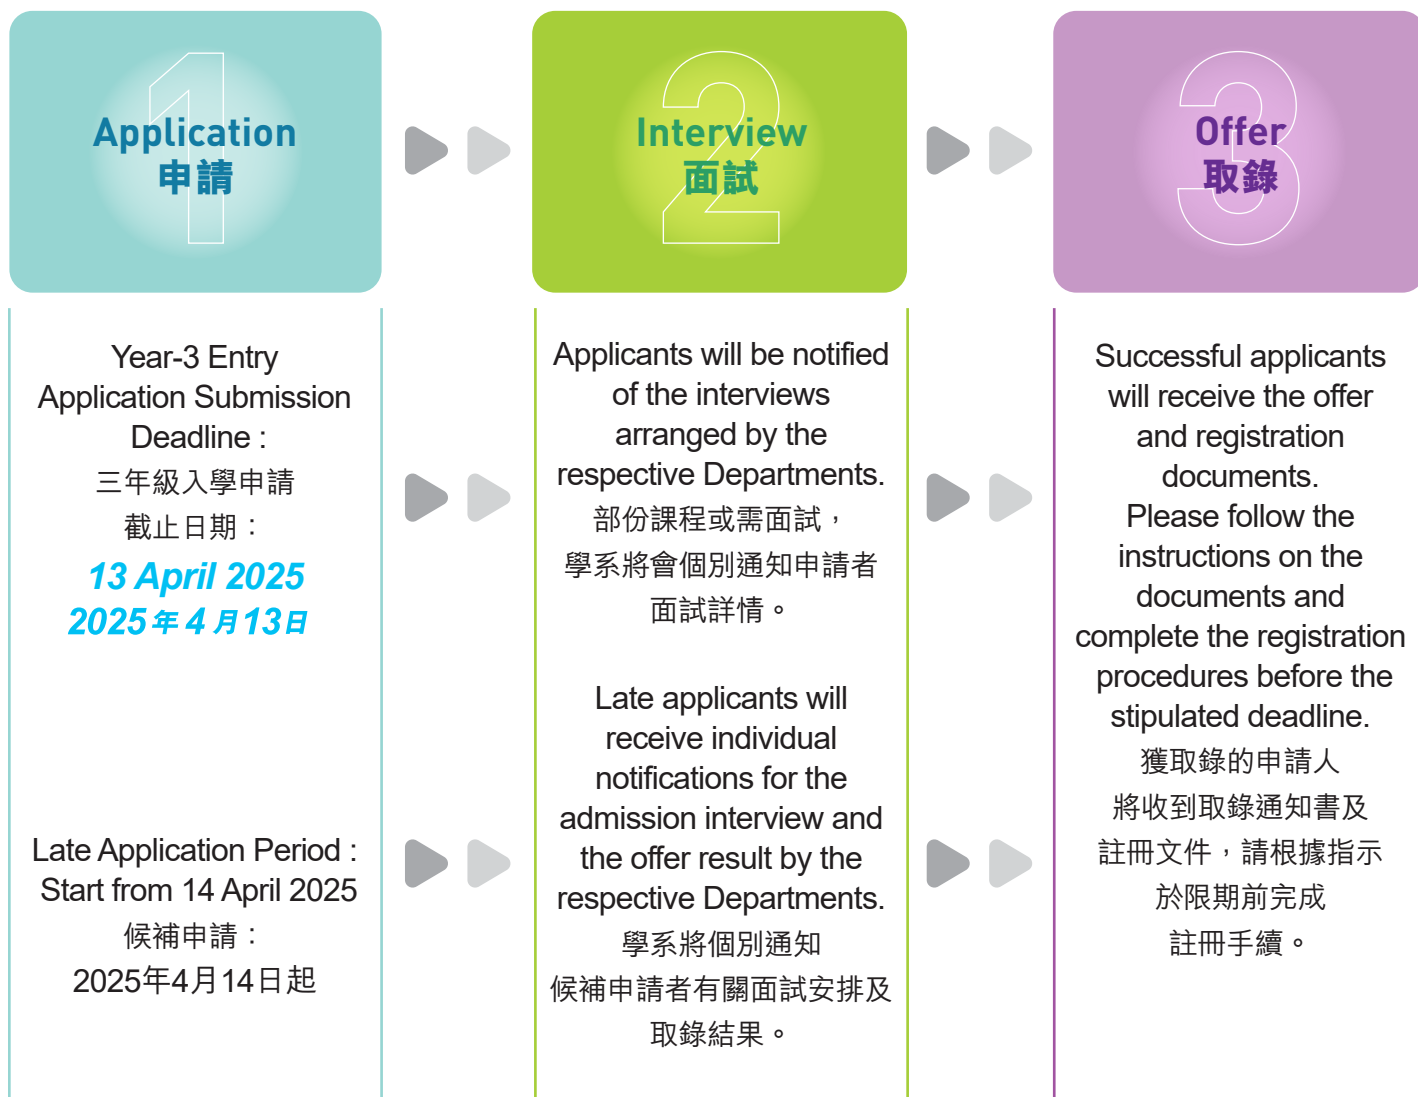 1
Application
申請
2
Interview
面試
3
Offer
取錄
Year-3 Entry
Application Submission
Deadline :
三年級入學申請
截止日期：
13 April 2025
2025年4月13日
Late Application Period :
Start from 14 April 2025
候補申請：
2025年4月14日起
Applicants will be notified
of the interviews
arranged by the
respective Departments.
部份課程或需面試，
學系將會個別通知申請者
面試詳情。
Late applicants will
receive individual
notifications for the
admission interview and
the offer result by the
respective Departments.
學系將個別通知
候補申請者有關面試安排及
取錄結果。
Successful applicants
will receive the offer
and registration
documents.
Please follow the
instructions on the
documents and
complete the registration
procedures before the
stipulated deadline.
獲取錄的申請人
將收到取錄通知書及
註冊文件，請根據指示
於限期前完成
註冊手續。